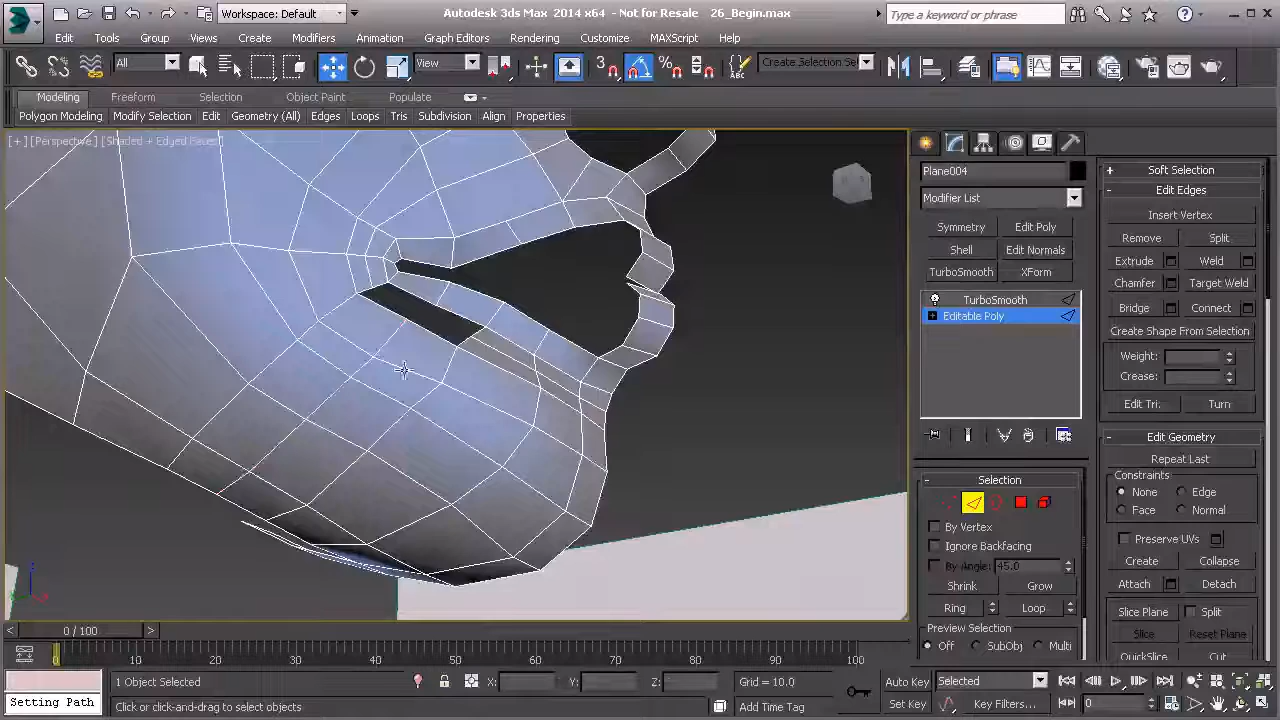 Workspace: Default
Autodesk 3ds Max 2014 x64 - Not for Resale 26_Begin.max
Type a keyword or phrase
Edit Tools Group Views Create Modifiers Animation Graph Editors Rendering Customize MAXScript Help
All View Create Selection Se
Modeling Freeform Selection Object Paint Populate
Polygon Modeling Modify Selection Edit Geometry (All) Edges Loops Tris Subdivision Align Properties
[+] [Perspective] [Shaded + Edged Faces]
Plane004
Modifier List
Symmetry Edit Poly
Shell Edit Normals
TurboSmooth XForm
TurboSmooth
Editable Poly
Selection
By Vertex
Ignore Backfacing
By Angle: 45.0
Shrink Grow
Ring Loop
Preview Selection
Off SubObj Multi
Soft Selection
Edit Edges
Insert Vertex
Remove Split
Extrude Weld
Chamfer Target Weld
Bridge Connect
Create Shape From Selection
Weight:
Crease:
Edit Tri. Turn
Edit Geometry
Repeat Last
Constraints
None Edge
Face Normal
Preserve UVs
Create Collapse
Attach Detach
Slice Plane Split
Slice Reset Plane
QuickSlice Cut
0 / 100
0 10 20 30 40 50 60 70 80 90 100
1 Object Selected X: Y: Z: Grid = 10.0 Auto Key Selected
Setting Path Click or click-and-drag to select objects Add Time Tag Set Key Key Filters... 0